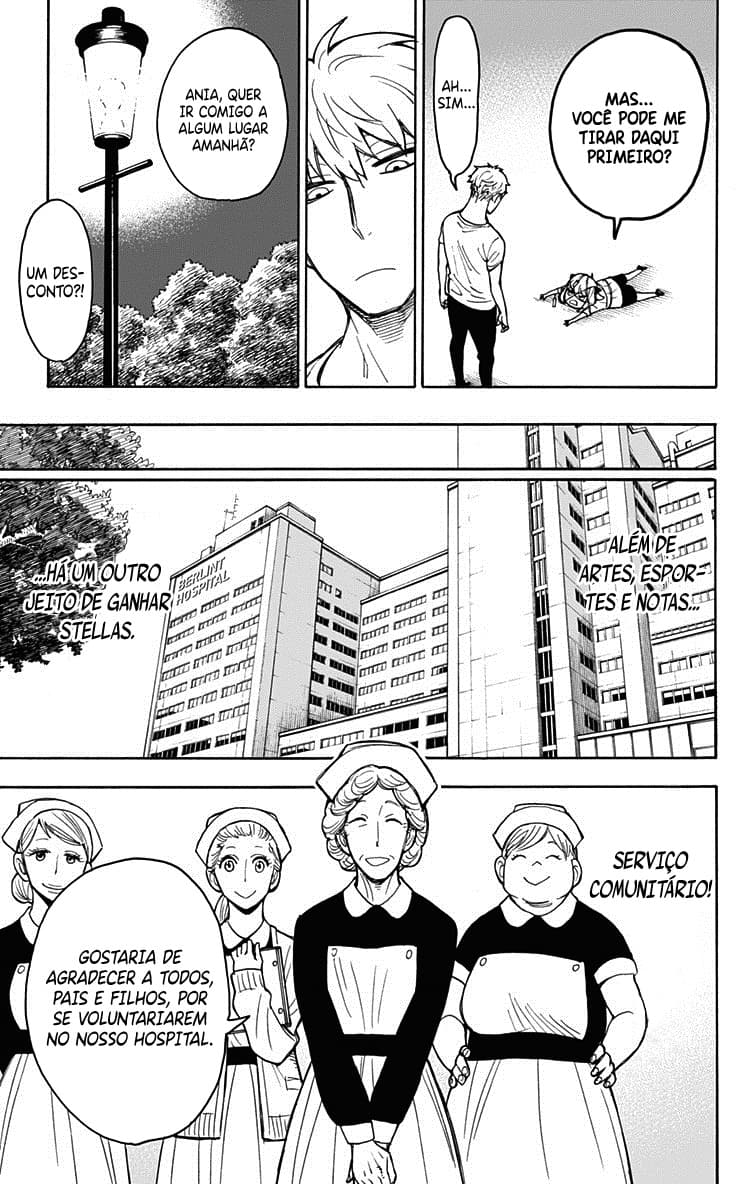 MAS...
VOCÊ PODE ME
TIRAR DAQUI
PRIMEIRO?
AH...
SIM...
ANIA, QUER
IR COMIGO A
ALGUM LUGAR
AMANHÃ?
UM DES-
CONTO?!
ALÉM DE
ARTES, ESPOR-
TES E NOTAS...
...HÁ UM OUTRO
JEITO DE GANHAR
STELLAS.
BERLINT
HOSPITAL
SERVIÇO
COMUNITÁRIO!
GOSTARIA DE
AGRADECER A TODOS,
PAIS E FILHOS, POR
SE VOLUNTARIAREM
NO NOSSO HOSPITAL.